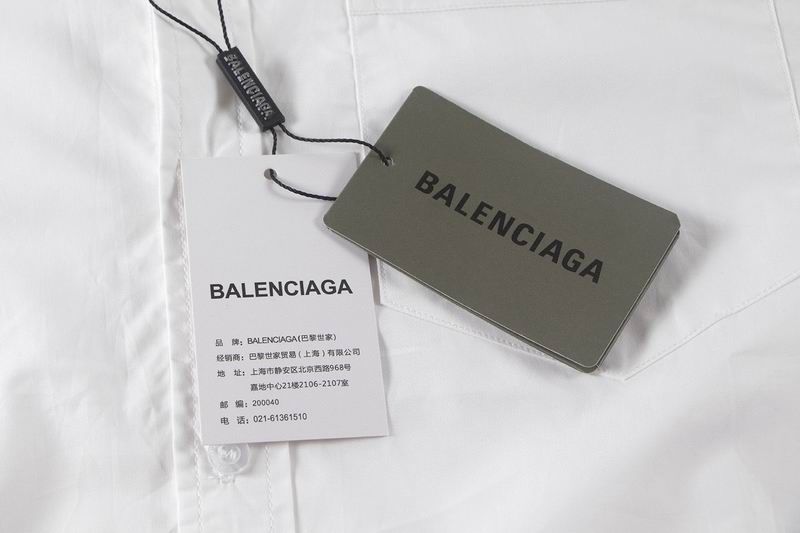 BALENCIAGA
BALENCIAGA
BALENCIAGA
品 牌：BALENCIAGA(巴黎世家)
经销商：巴黎世家贸易（上海）有限公司
地 址：上海市静安区北京西路968号
嘉地中心21楼2106-2107室
邮 编：200040
电 话：021-61361510